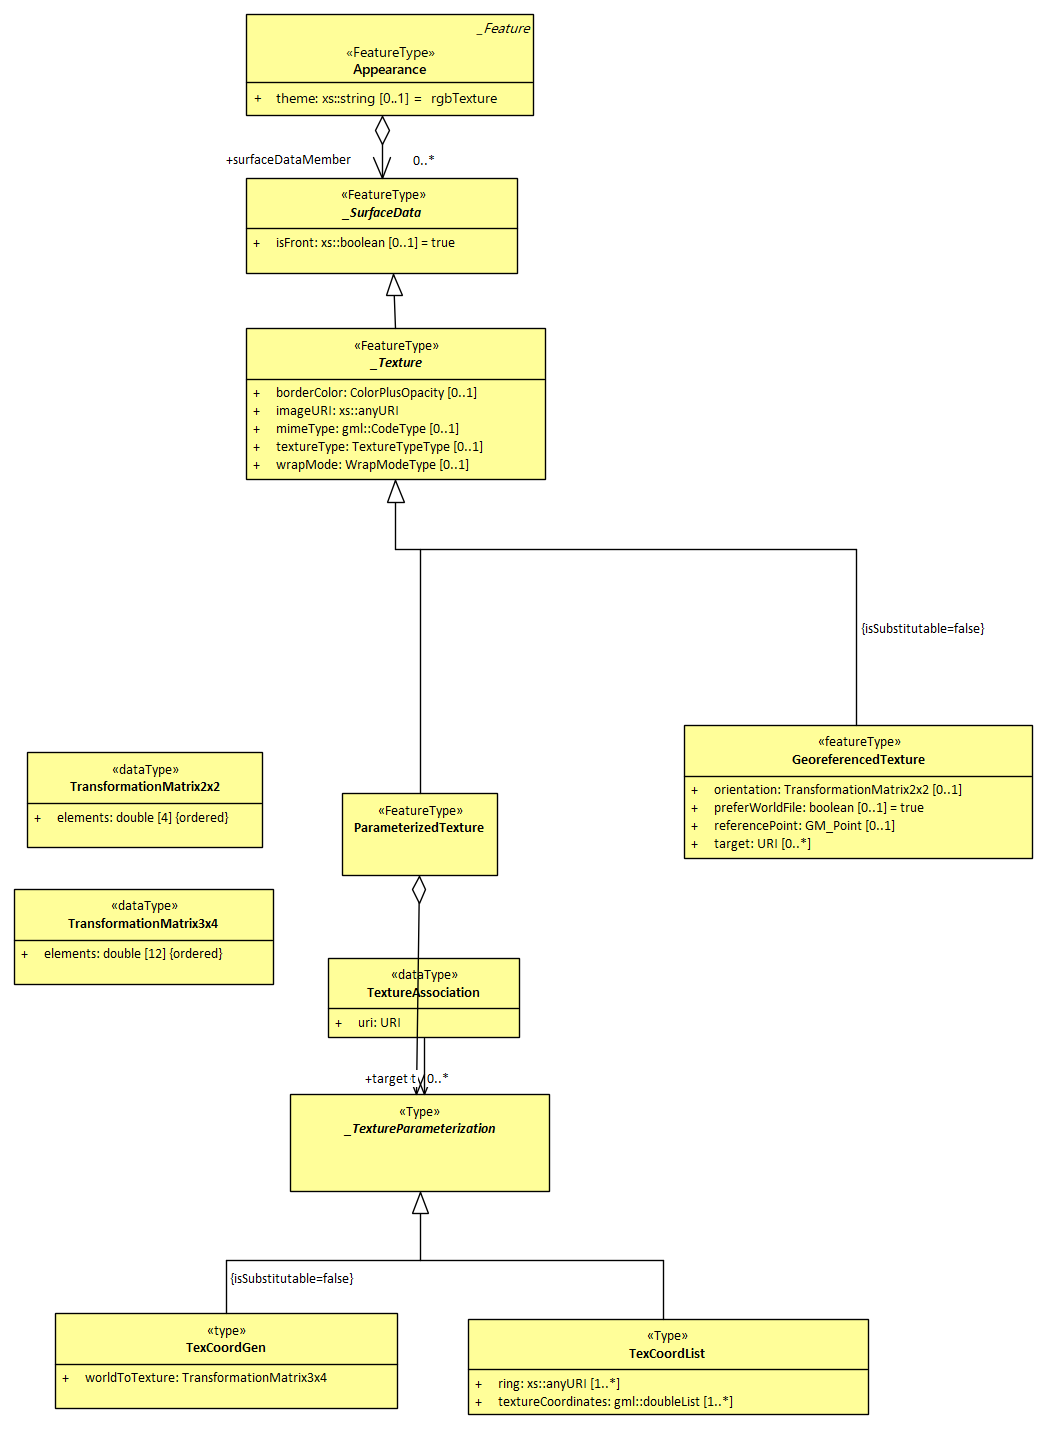 _Feature
«FeatureType»
Appearance
+ theme: xs::string [0..1] = rgbTexture
+surfaceDataMember 0..*
«FeatureType»
_SurfaceData
+ isFront: xs::boolean [0..1] = true
«FeatureType»
_Texture
+ borderColor: ColorPlusOpacity [0..1]
+ imageURI: xs::anyURI
+ mimeType: gml::CodeType [0..1]
+ textureType: TextureTypeType [0..1]
+ wrapMode: WrapModeType [0..1]
{isSubstitutable=false}
«featureType»
GeoreferencedTexture
+ orientation: TransformationMatrix2x2 [0..1]
+ preferWorldFile: boolean [0..1] = true
+ referencePoint: GM_Point [0..1]
+ target: URI [0..*]
«dataType»
TransformationMatrix2x2
+ elements: double [4] {ordered}
«FeatureType»
ParameterizedTexture
«dataType»
TransformationMatrix3x4
+ elements: double [12] {ordered}
«dataType»
TextureAssociation
+ uri: URI
+target 0..*
«Type»
_TextureParameterization
{isSubstitutable=false}
«type»
TexCoordGen
+ worldToTexture: TransformationMatrix3x4
«Type»
TexCoordList
+ ring: xs::anyURI [1..*]
+ textureCoordinates: gml::doubleList [1..*]